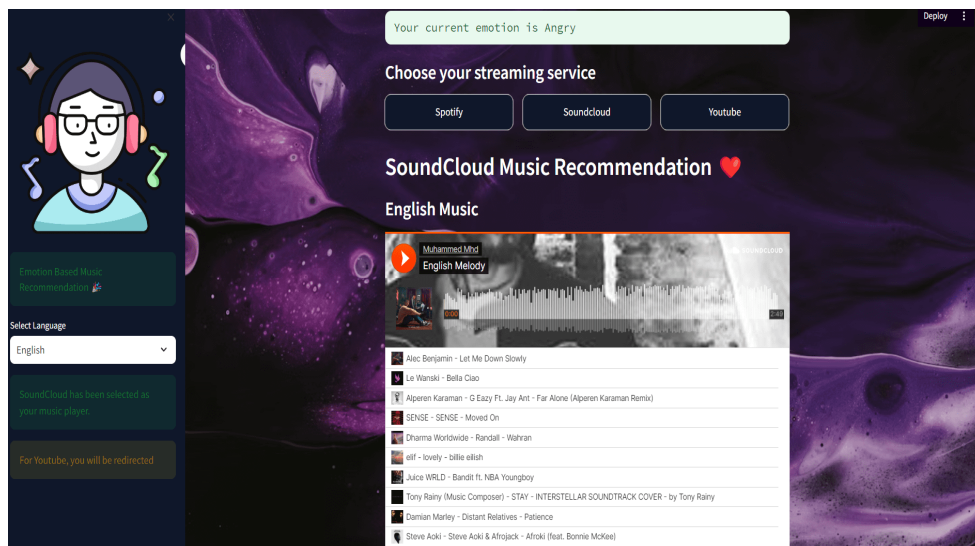 Deploy
Your current emotion is Angry
Choose your streaming service
Spotify
Soundcloud
Youtube
SoundCloud Music Recommendation
English Music
Muhammed Mhd
English Melody
SOUNDCLOUD
0:00
2:49
Alec Benjamin - Let Me Down Slowly
Le Wanski - Bella Ciao
Alperen Karaman - G Eazy Ft. Jay Ant - Far Alone (Alperen Karaman Remix)
SENSE - SENSE - Moved On
Dharma Worldwide - Randall - Wahran
elif - lovely - billie eilish
Juice WRLD - Bandit ft. NBA Youngboy
Tony Rainy (Music Composer) - STAY - INTERSTELLAR SOUNDTRACK COVER - by Tony Rainy
Damian Marley - Distant Relatives - Patience
Steve Aoki - Steve Aoki & Afrojack - Afroki (feat. Bonnie McKee)
Emotion Based Music
Recommendation
Select Language
English
SoundCloud has been selected as
your music player.
For Youtube, you will be redirected